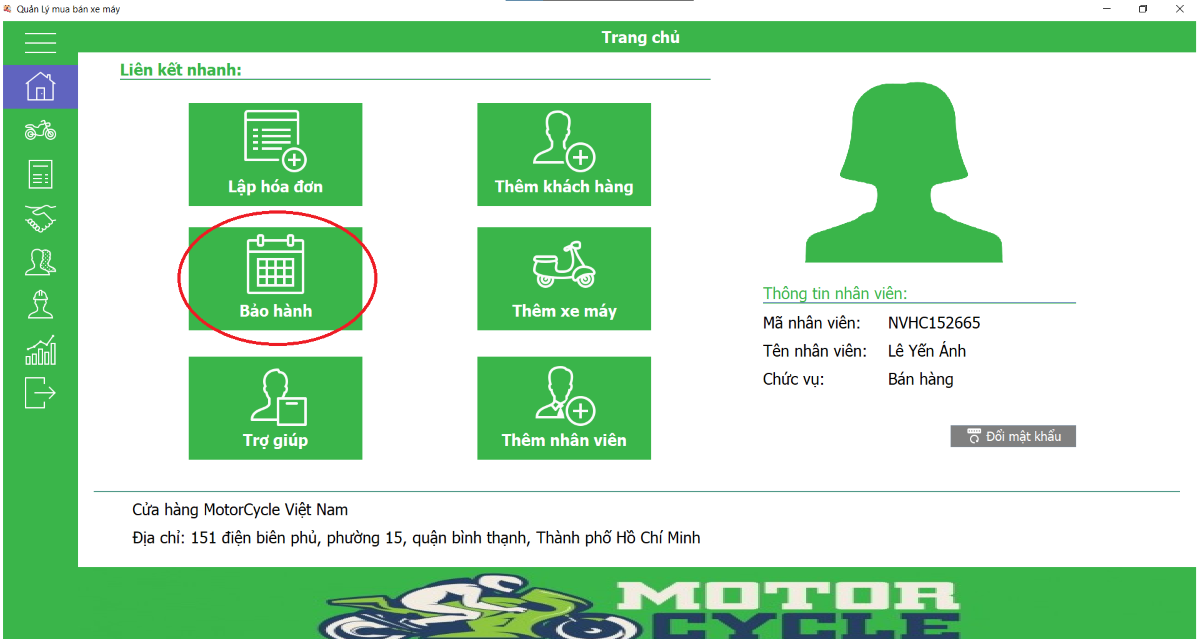 Quản Lý mua bán xe máy
Trang chủ
Liên kết nhanh:
Lập hóa đơn
Thêm khách hàng
Bảo hành
Thêm xe máy
Trợ giúp
Thêm nhân viên
Thông tin nhân viên:
Mã nhân viên: NVHC152665
Tên nhân viên: Lê Yến Ánh
Chức vụ: Bán hàng
Đổi mật khẩu
Cửa hàng MotorCycle Việt Nam
Địa chỉ: 151 điện biên phủ, phường 15, quận bình thạnh, Thành phố Hồ Chí Minh
MOTOR
CYCLE